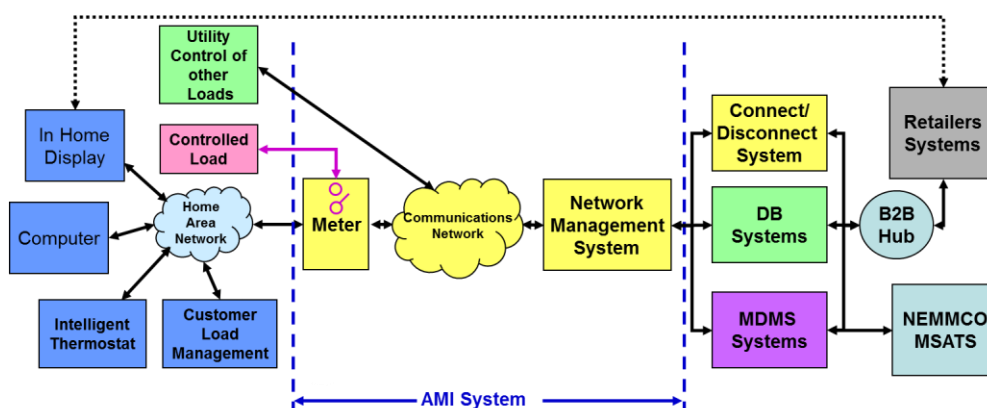 Utility
Control of
other
Loads
In Home
Display
Controlled
Load
Computer
Home
Area
Network
Intelligent
Thermostat
Customer
Load
Management
Meter
Communications
Network
Network
Management
System
Connect/
Disconnect
System
DB
Systems
MDMS
Systems
Retailers
Systems
B2B
Hub
NEMMCO
MSATS
AMI System